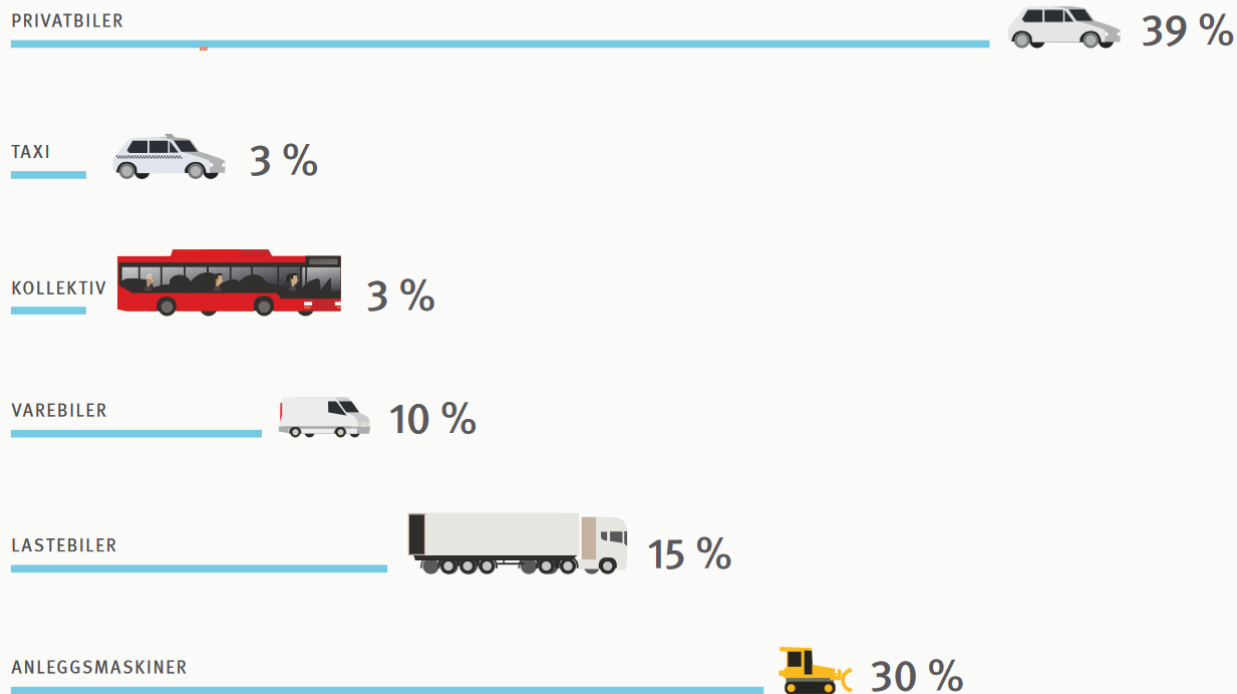 PRIVATBILER
39 %
TAXI
3 %
KOLLEKTIV
3 %
VAREBILER
10 %
LASTEBILER
15 %
ANLEGGSMASKINER
30 %